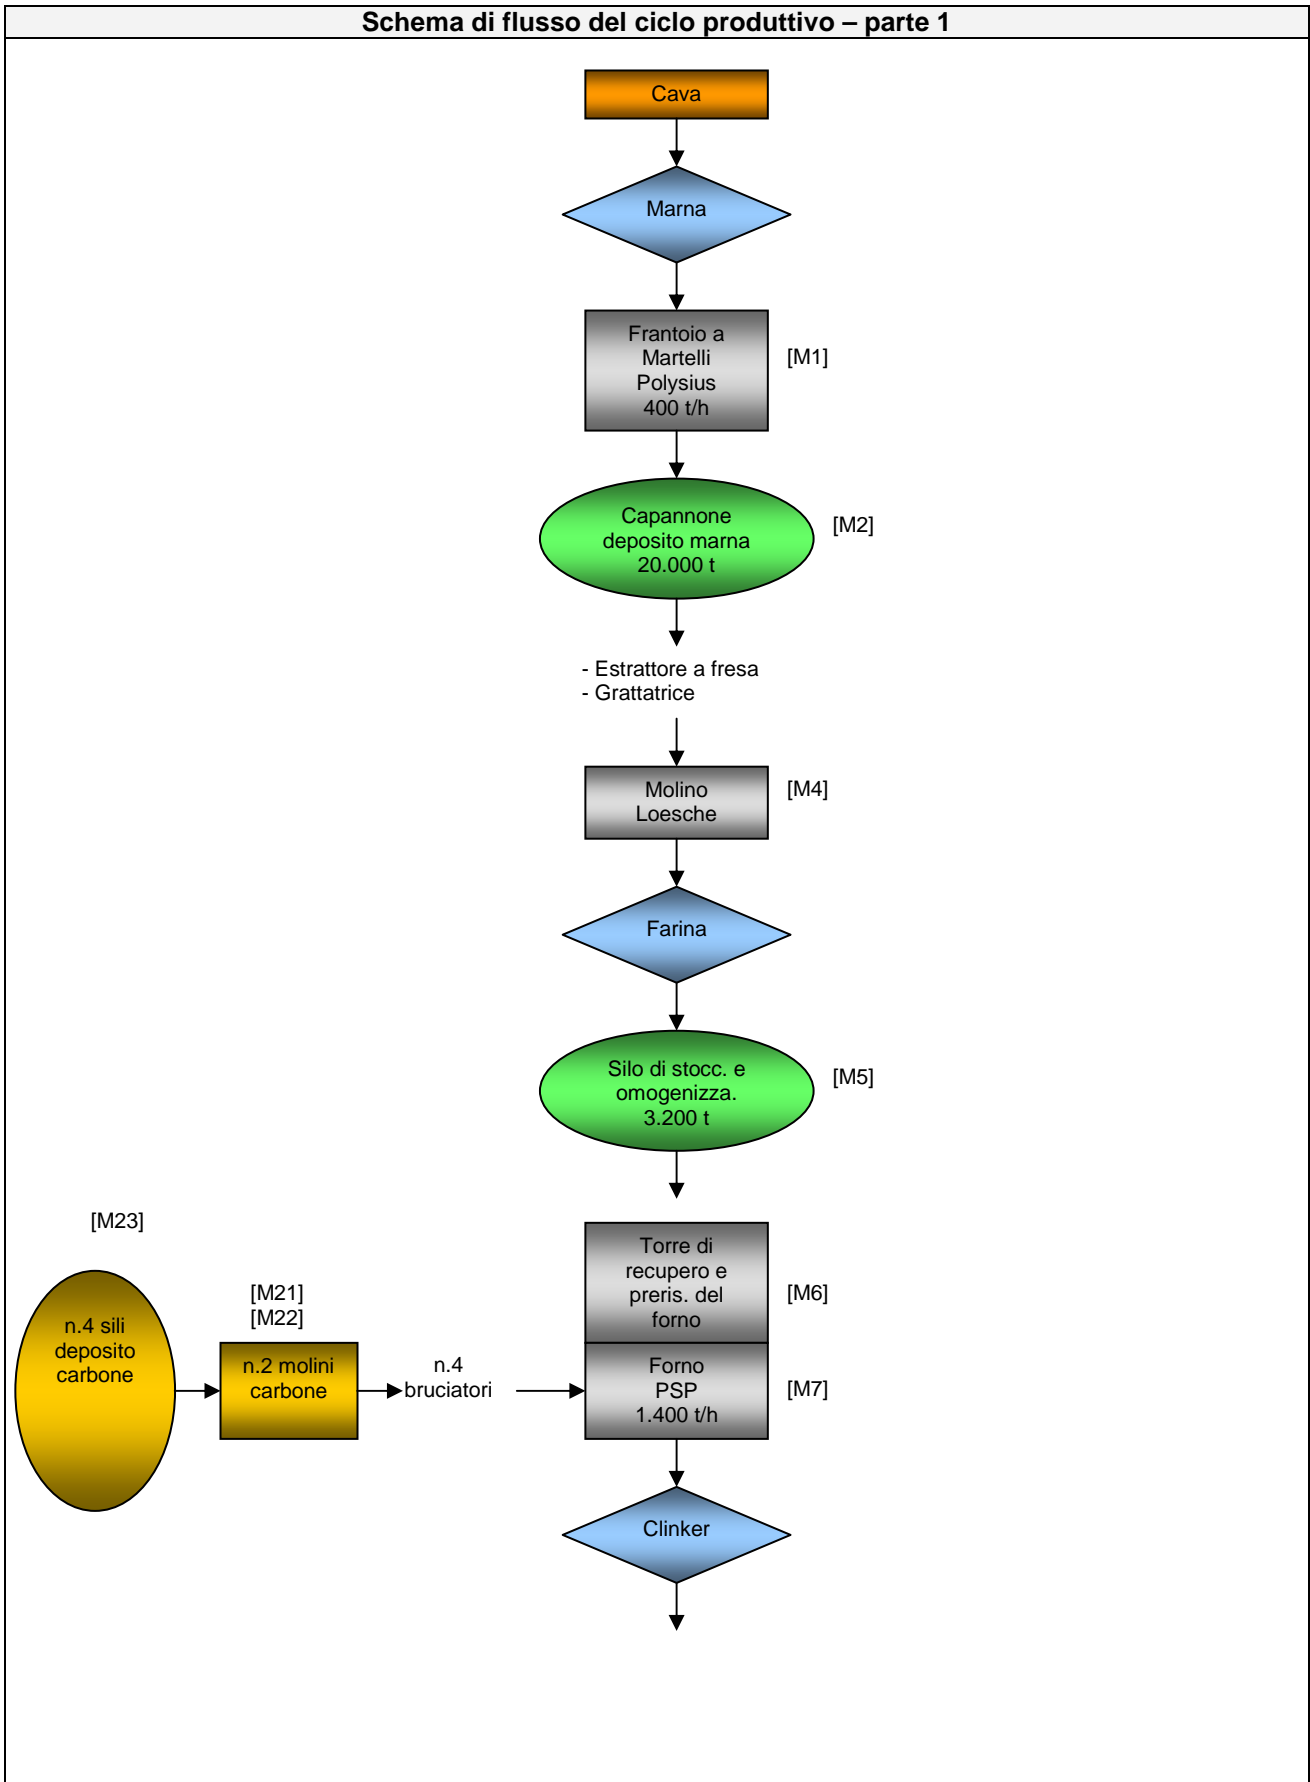 Schema di flusso del ciclo produttivo – parte 1
Cava
Marna
Frantoio a
Martelli
Polysius
400 t/h
[M1]
Capannone
deposito marna
20.000 t
[M2]
- Estrattore a fresa
- Grattatrice
Molino
Loesche
[M4]
Farina
Silo di stocc. e
omogenizza.
3.200 t
[M5]
[M23]
n.4 sili
deposito
carbone
[M21]
[M22]
n.2 molini
carbone
n.4
bruciatori
Torre di
recupero e
preris. del
forno
[M6]
Forno
PSP
1.400 t/h
[M7]
Clinker